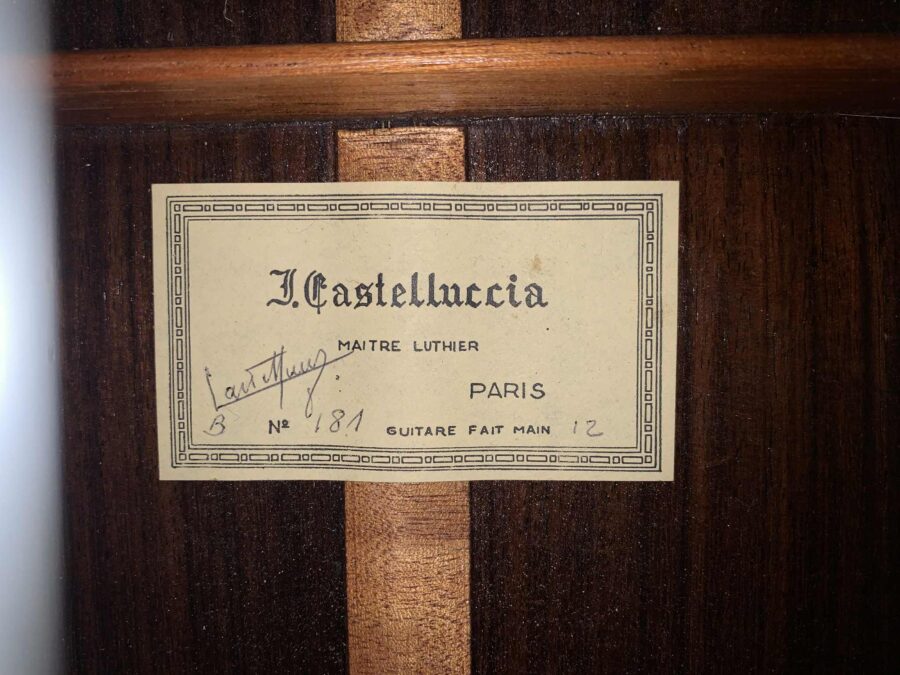 J. Castelluccia
MAITRE LUTHIER
PARIS
B Nº 181 GUITARE FAIT MAIN 12